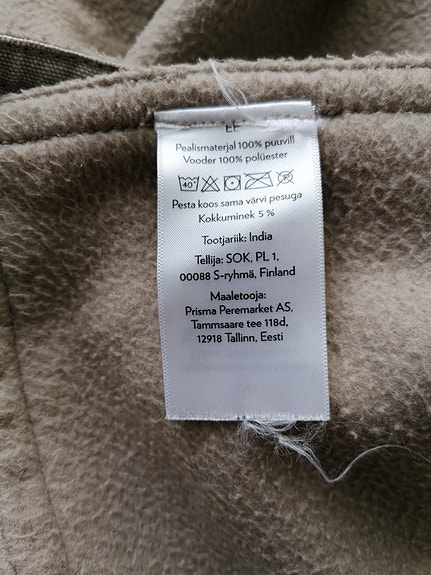 EE
Pealismaterjal 100% puuvill
Vooder 100% polüester
40°
Pesta koos sama värvi pesuga
Kokkuminek 5 %
Tootjariik: India
Tellija: SOK, PL 1,
00088 S-ryhmä, Finland
Maaletooja:
Prisma Peremarket AS,
Tammsaare tee 118d,
12918 Tallinn, Eesti